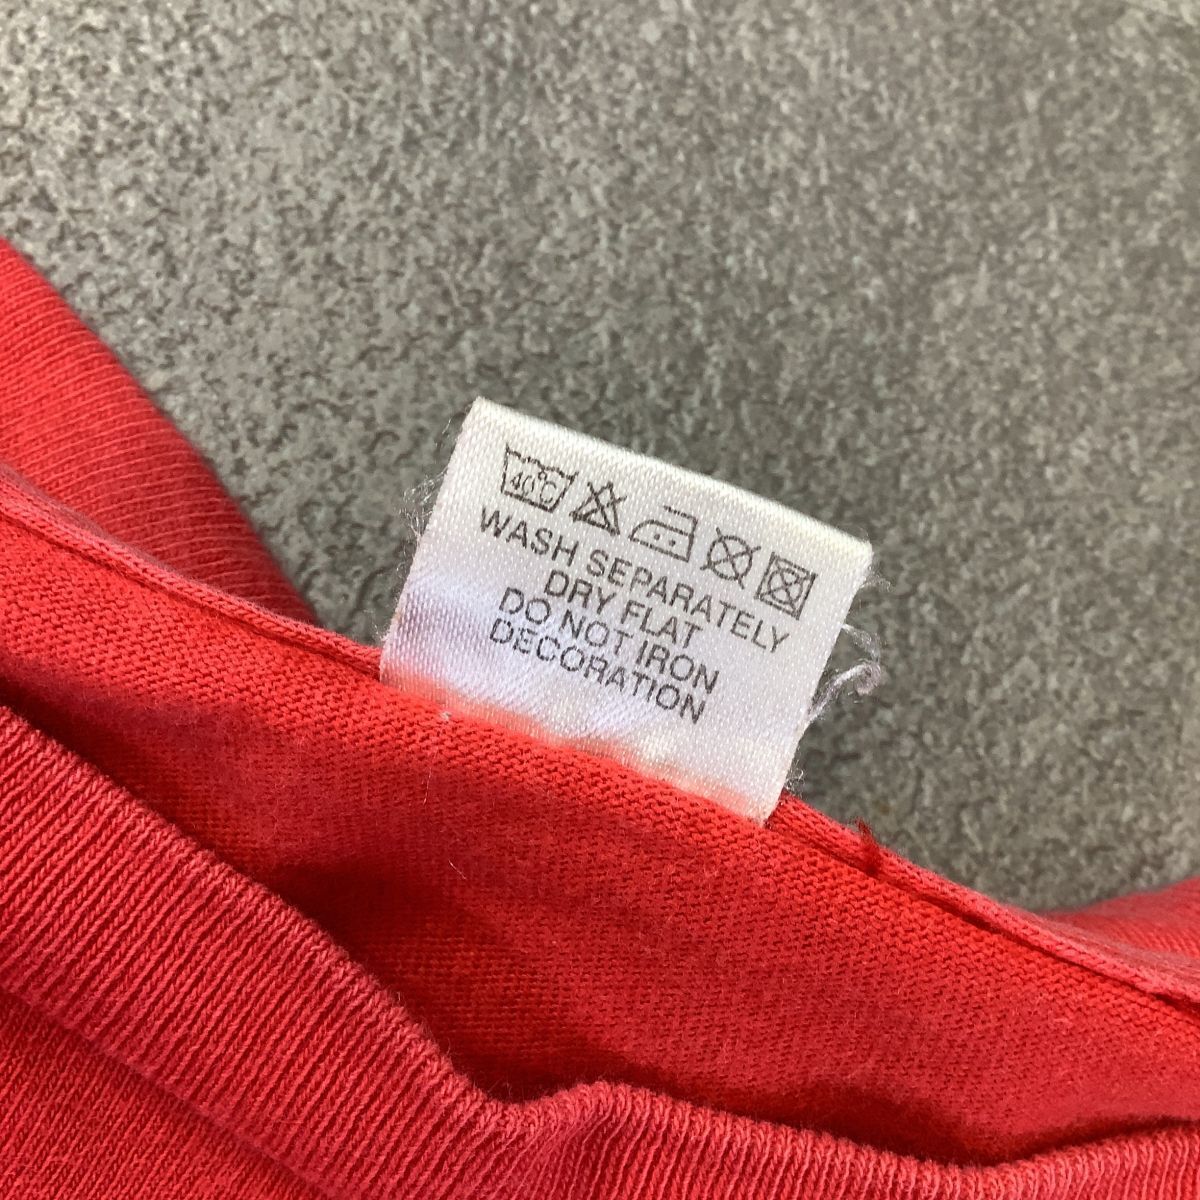 40°C
WASH SEPARATELY
DRY FLAT
DO NOT IRON
DECORATION